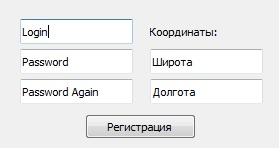 Login
Координаты:
Password
Широта
Password Again
Долгота
Регистрация